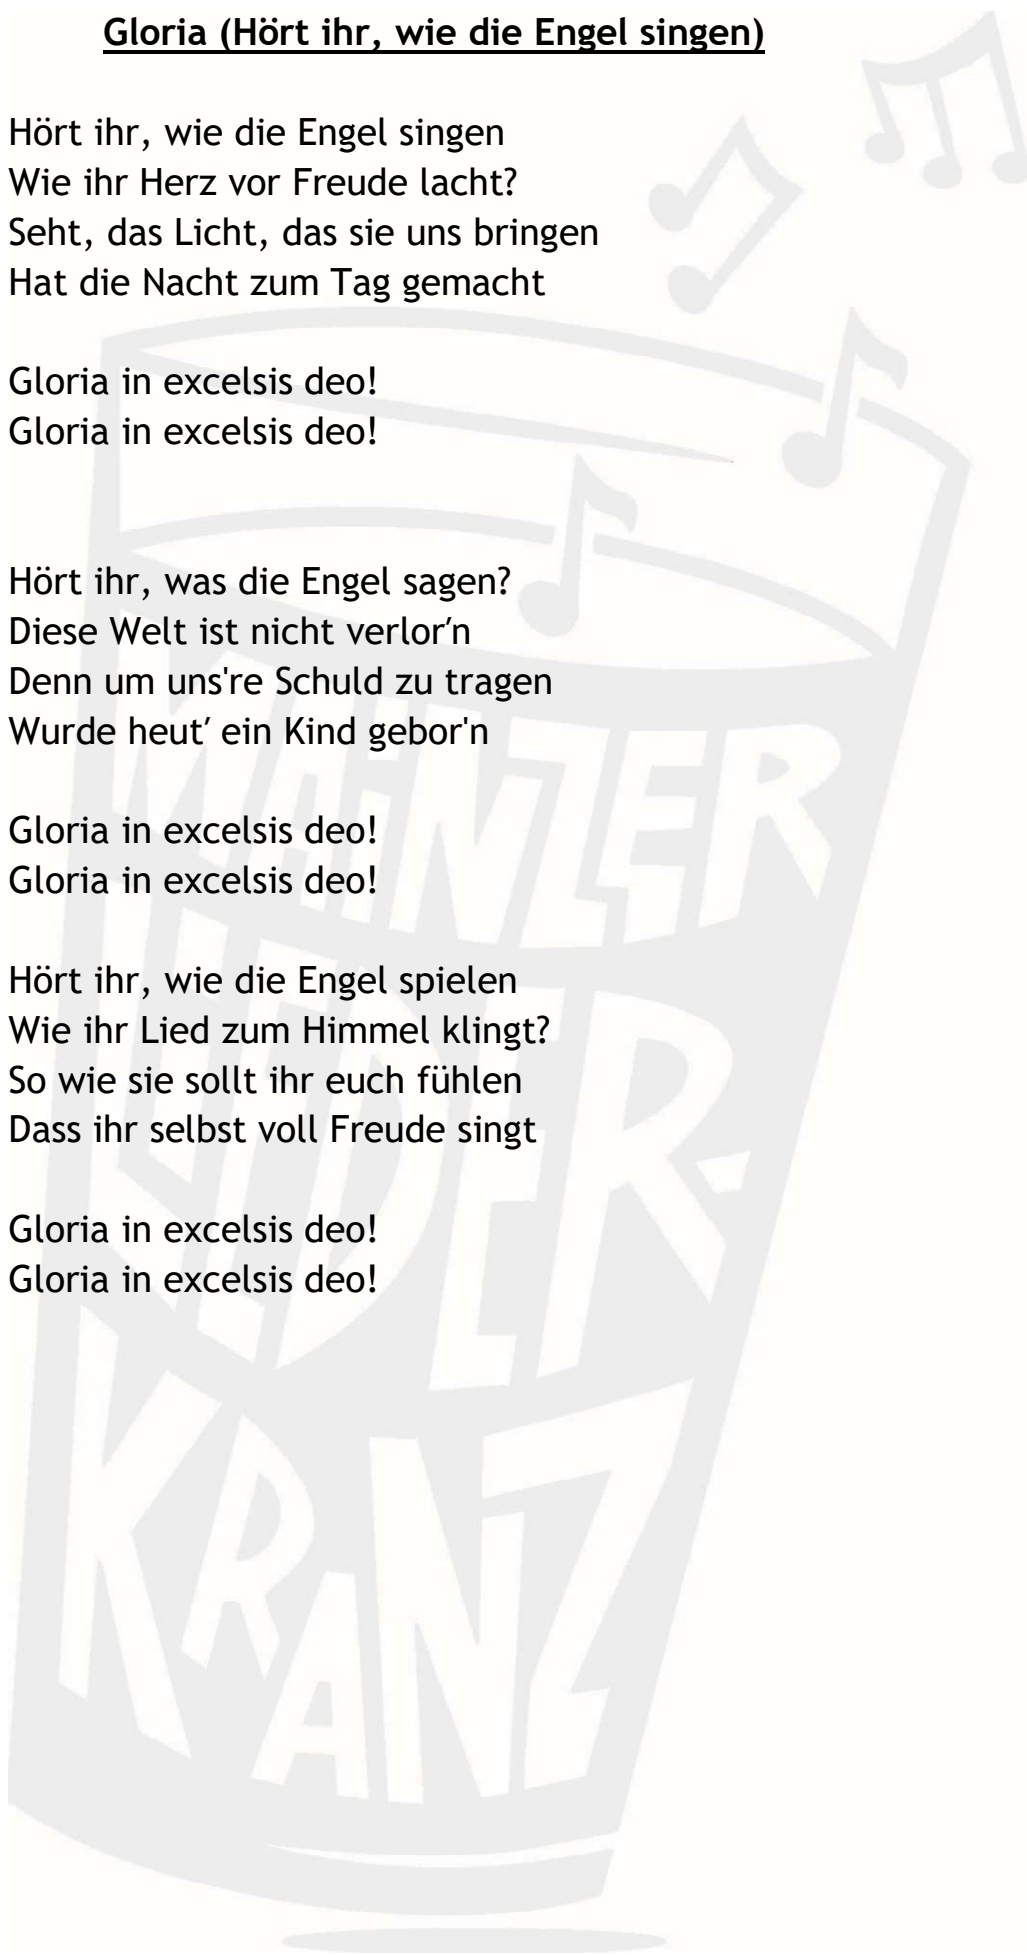 Gloria (Hört ihr, wie die Engel singen)
Hört ihr, wie die Engel singen
Wie ihr Herz vor Freude lacht?
Seht, das Licht, das sie uns bringen
Hat die Nacht zum Tag gemacht
Gloria in excelsis deo!
Gloria in excelsis deo!
Hört ihr, was die Engel sagen?
Diese Welt ist nicht verlor’n
Denn um uns're Schuld zu tragen
Wurde heut’ ein Kind gebor'n
Gloria in excelsis deo!
Gloria in excelsis deo!
Hört ihr, wie die Engel spielen
Wie ihr Lied zum Himmel klingt?
So wie sie sollt ihr euch fühlen
Dass ihr selbst voll Freude singt
Gloria in excelsis deo!
Gloria in excelsis deo!
MAiNZER
LIEDER-
KRANZ